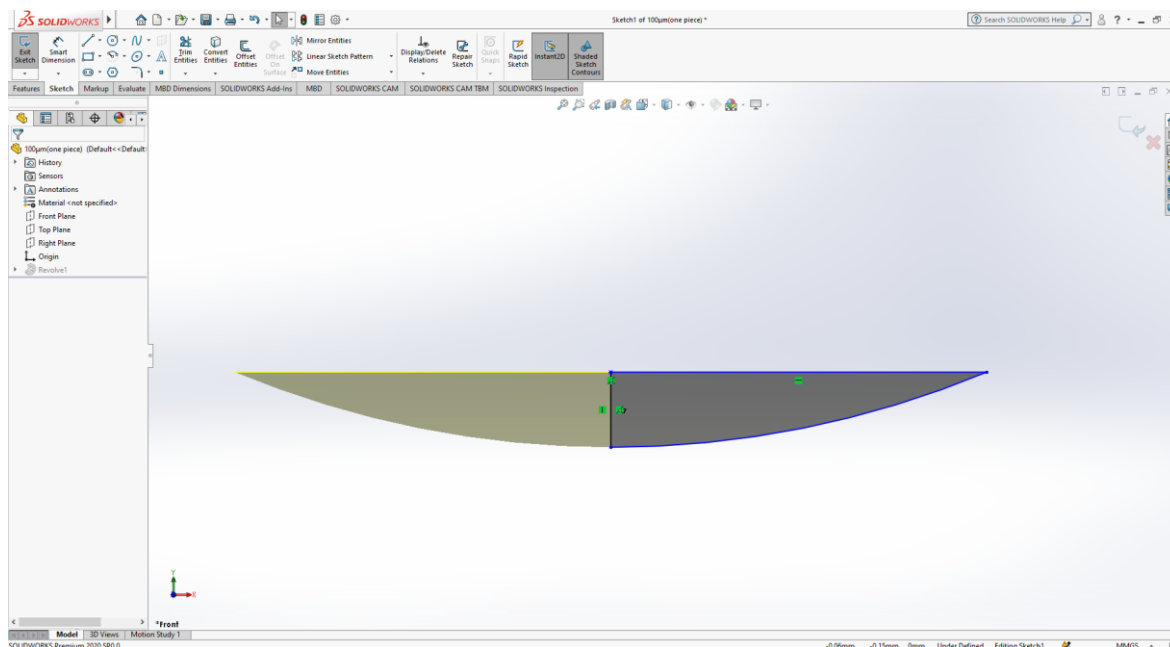 SOLIDWORKS
Sketch1 of 100µm(one piece) *
Search SOLIDWORKS Help
?
Exit Sketch
Smart Dimension
Trim Entities
Convert Entities
Offset Entities
Offset On Surface
Mirror Entities
Linear Sketch Pattern
Move Entities
Display/Delete Relations
Repair Sketch
Quick Snaps
Rapid Sketch
Instant2D
Shaded Sketch Contours
Features Sketch Markup Evaluate MBD Dimensions SOLIDWORKS Add-Ins MBD SOLIDWORKS CAM SOLIDWORKS CAM TBM SOLIDWORKS Inspection
100µm(one piece) (Default<<Default:
History
Sensors
Annotations
Material <not specified>
Front Plane
Top Plane
Right Plane
Origin
Revolve1
Y
X
*Front
Model 3D Views Motion Study 1
SOLIDWORKS Premium 2020 SP0.0 -0.06mm -0.15mm 0mm Under Defined Editing Sketch1 MMGS